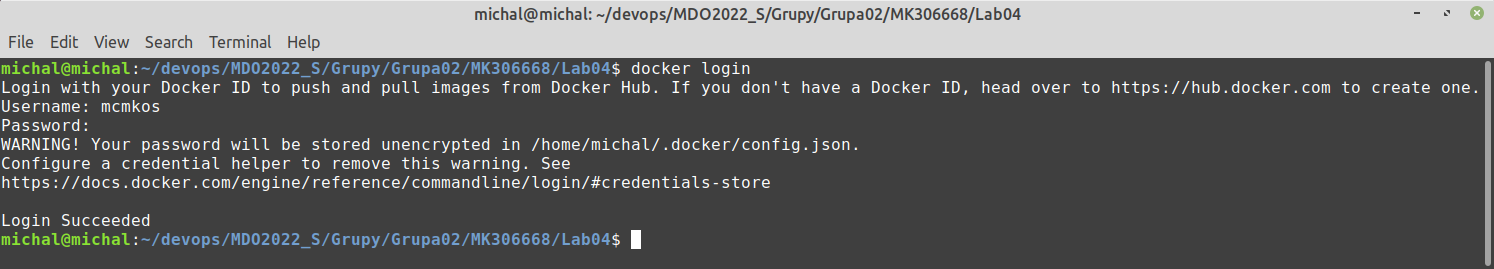 michal@michal: ~/devops/MDO2022_S/Grupy/Grupa02/MK306668/Lab04
File Edit View Search Terminal Help
michal@michal:~/devops/MDO2022_S/Grupy/Grupa02/MK306668/Lab04$ docker login
Login with your Docker ID to push and pull images from Docker Hub. If you don't have a Docker ID, head over to https://hub.docker.com to create one.
Username: mcmkos
Password:
WARNING! Your password will be stored unencrypted in /home/michal/.docker/config.json.
Configure a credential helper to remove this warning. See
https://docs.docker.com/engine/reference/commandline/login/#credentials-store
Login Succeeded
michal@michal:~/devops/MDO2022_S/Grupy/Grupa02/MK306668/Lab04$